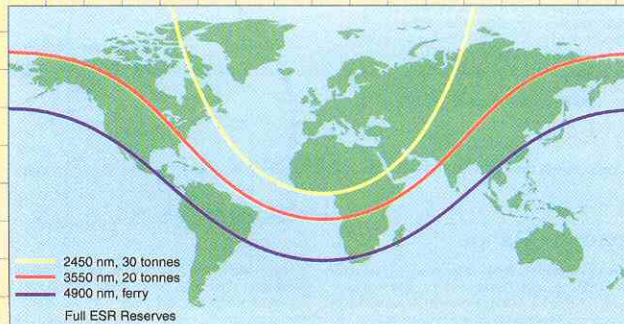 2450 nm, 30 tonnes
3550 nm, 20 tonnes
4900 nm, ferry
Full ESR Reserves